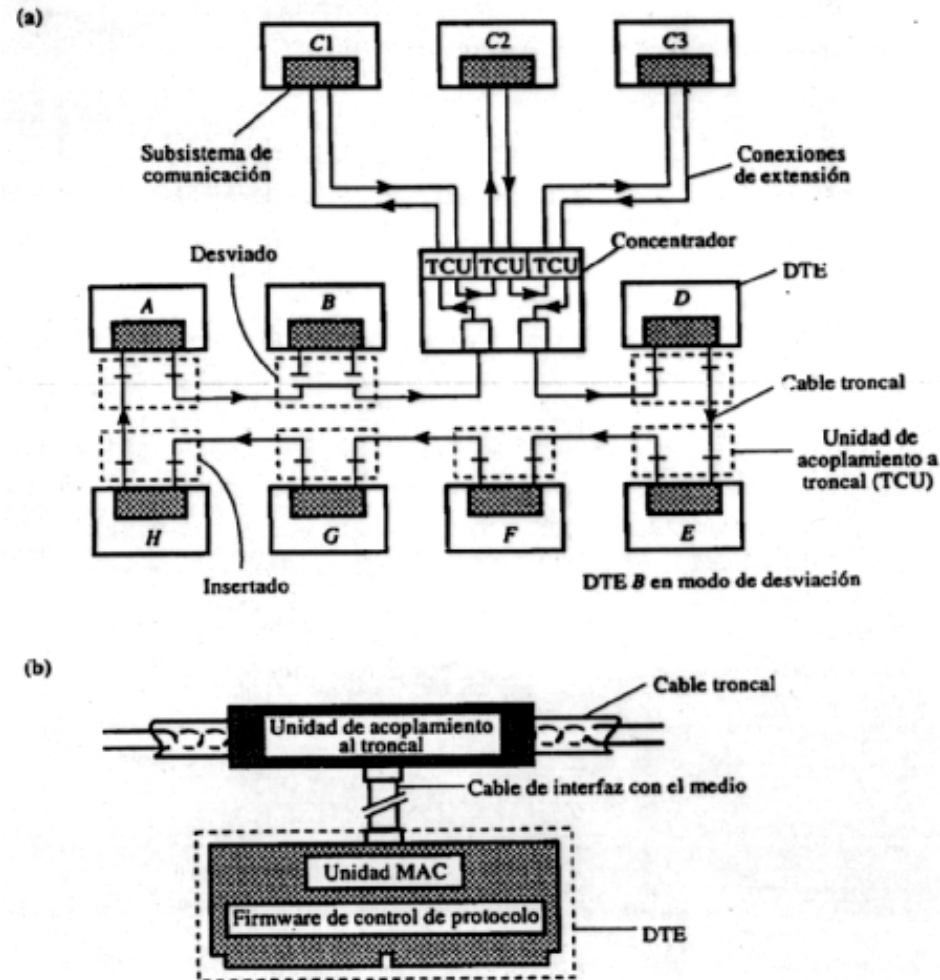 (a)
C1
C2
C3
Subsistema de
comunicación
Conexiones
de extensión
Desviado
Concentrador
TCU
TCU
TCU
DTE
A
B
D
Cable troncal
Unidad de
acoplamiento a
troncal (TCU)
H
G
F
E
Insertado
DTE B en modo de desviación
(b)
Cable troncal
Unidad de acoplamiento
al troncal
Cable de interfaz con el medio
Unidad MAC
Firmware de control de protocolo
DTE